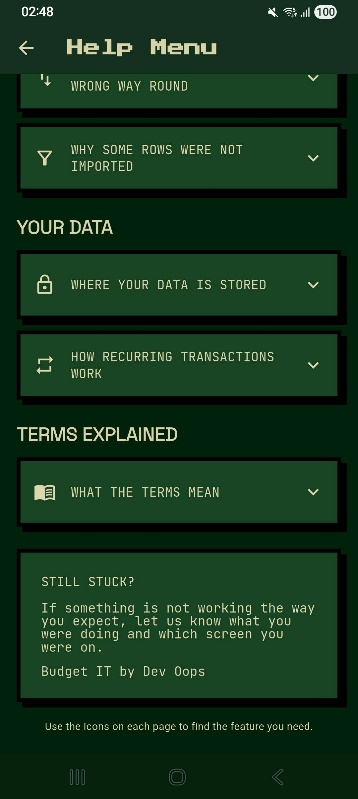 02:48
100
Help Menu
WRONG WAY ROUND
WHY SOME ROWS WERE NOT
IMPORTED
YOUR DATA
WHERE YOUR DATA IS STORED
HOW RECURRING TRANSACTIONS
WORK
TERMS EXPLAINED
WHAT THE TERMS MEAN
STILL STUCK?
If something is not working the way
you expect, let us know what you
were doing and which screen you
were on.
Budget IT by Dev Oops
Use the icons on each page to find the feature you need.